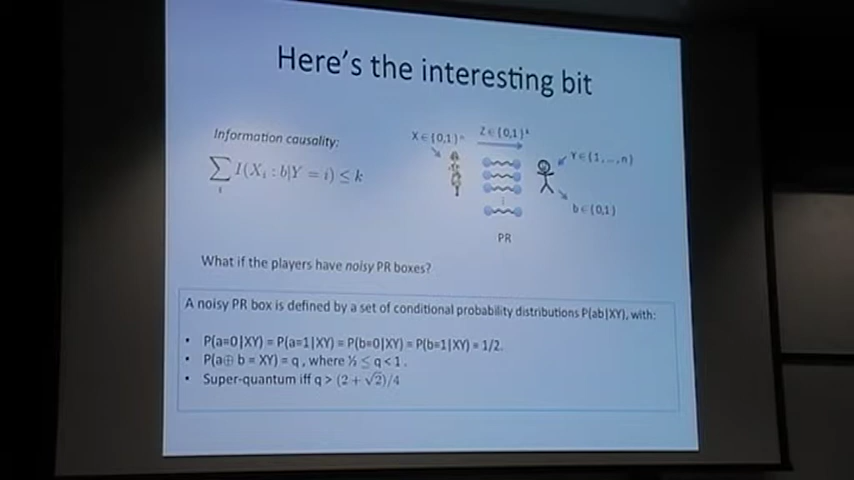 Here's the interesting bit
Information causality:
X∈{0,1}ⁿ
Z∈{0,1}ᵏ
∑ᵢ I(Xᵢ : b|Y = i) ≤ k
Y∈{1,…,n}
b∈{0,1}
PR
What if the players have noisy PR boxes?
A noisy PR box is defined by a set of conditional probability distributions P(ab|XY), with:
• P(a=0|XY) = P(a=1|XY) = P(b=0|XY) = P(b=1|XY) = 1/2.
• P(a⊕ b = XY) = q , where ½ ≤ q < 1 .
• Super-quantum iff q > (2 + √2)/4